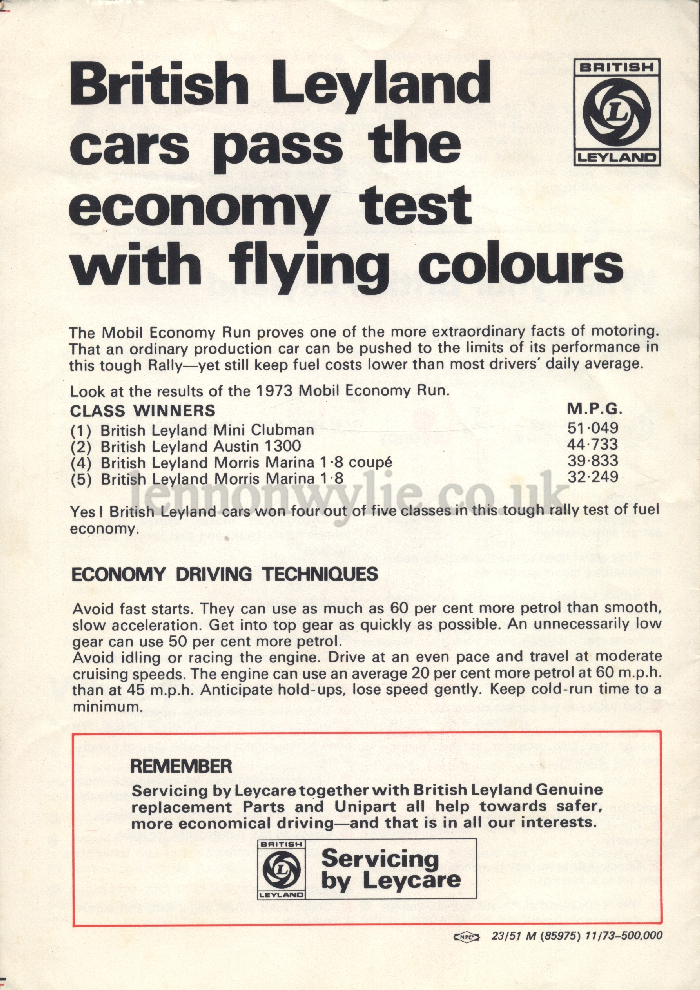 British Leyland
cars pass the
economy test
with flying colours
BRITISH
L
LEYLAND
The Mobil Economy Run proves one of the more extraordinary facts of motoring.
That an ordinary production car can be pushed to the limits of its performance in
this tough Rally—yet still keep fuel costs lower than most drivers' daily average.
Look at the results of the 1973 Mobil Economy Run.
CLASS WINNERS M.P.G.
(1) British Leyland Mini Clubman 51·049
(2) British Leyland Austin 1300 44·733
(4) British Leyland Morris Marina 1·8 coupé 39·833
(5) British Leyland Morris Marina 1·8 32·249
lennonwylie.co.uk
Yes! British Leyland cars won four out of five classes in this tough rally test of fuel
economy.
ECONOMY DRIVING TECHNIQUES
Avoid fast starts. They can use as much as 60 per cent more petrol than smooth,
slow acceleration. Get into top gear as quickly as possible. An unnecessarily low
gear can use 50 per cent more petrol.
Avoid idling or racing the engine. Drive at an even pace and travel at moderate
cruising speeds. The engine can use an average 20 per cent more petrol at 60 m.p.h.
than at 45 m.p.h. Anticipate hold-ups, lose speed gently. Keep cold-run time to a
minimum.
REMEMBER
Servicing by Leycare together with British Leyland Genuine
replacement Parts and Unipart all help towards safer,
more economical driving—and that is in all our interests.
BRITISH
L
LEYLAND
Servicing
by Leycare
23/51 M (85975) 11/73–500,000